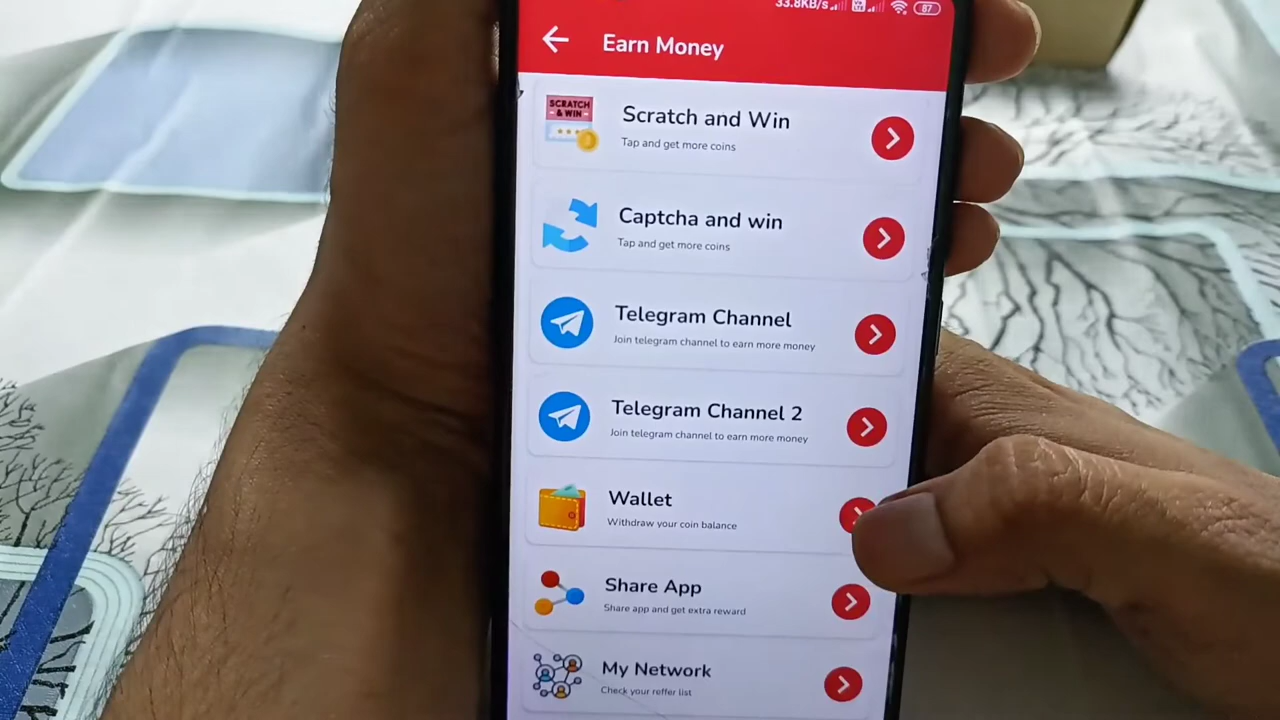 33.8KB/s
87
Earn Money
SCRATCH
& WIN
Scratch and Win
Tap and get more coins
Captcha and win
Tap and get more coins
Telegram Channel
Join telegram channel to earn more money
Telegram Channel 2
Join telegram channel to earn more money
Wallet
Withdraw your coin balance
Share App
Share app and get extra reward
My Network
Check your reffer list